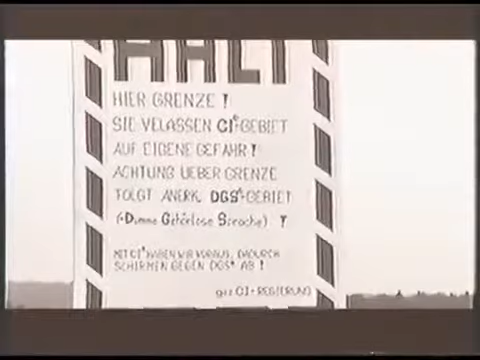 HALT
HIER GRENZE !
SIE VELASSEN CI*-GEBIET
AUF EIGENE GEFAHR !
ACHTUNG UEBER GRENZE
FOLGT ANERK. DGS*-GEBIET
(*Dumme Gehörlose Sprache) !
MIT CI* HABEN WIR VORAUS, DADURCH
SCHIRMEN GEGEN DGS* AB !
gez. CI-REGIERUNG